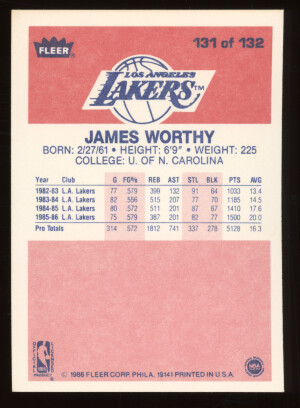 FLEER
131 of 132
LOS ANGELES
LAKERS TM
JAMES WORTHY
BORN: 2/27/61 • HEIGHT: 6'9" • WEIGHT: 225
COLLEGE: U. OF N. CAROLINA
Year Club G FG% REB AST STL BLK PTS AVG
1982-83 L.A. Lakers 77 579 399 132 91 64 1033 13.4
1983-84 L.A. Lakers 82 556 515 207 77 70 1185 14.5
1984-85 L.A. Lakers 80 572 511 201 87 67 1410 17.6
1985-86 L.A. Lakers 75 579 387 201 82 77 1500 20.0
Pro Totals 314 572 1812 741 337 278 5128 16.3
NBA
© 1986 FLEER CORP. PHILA. 19141 PRINTED IN U.S.A.